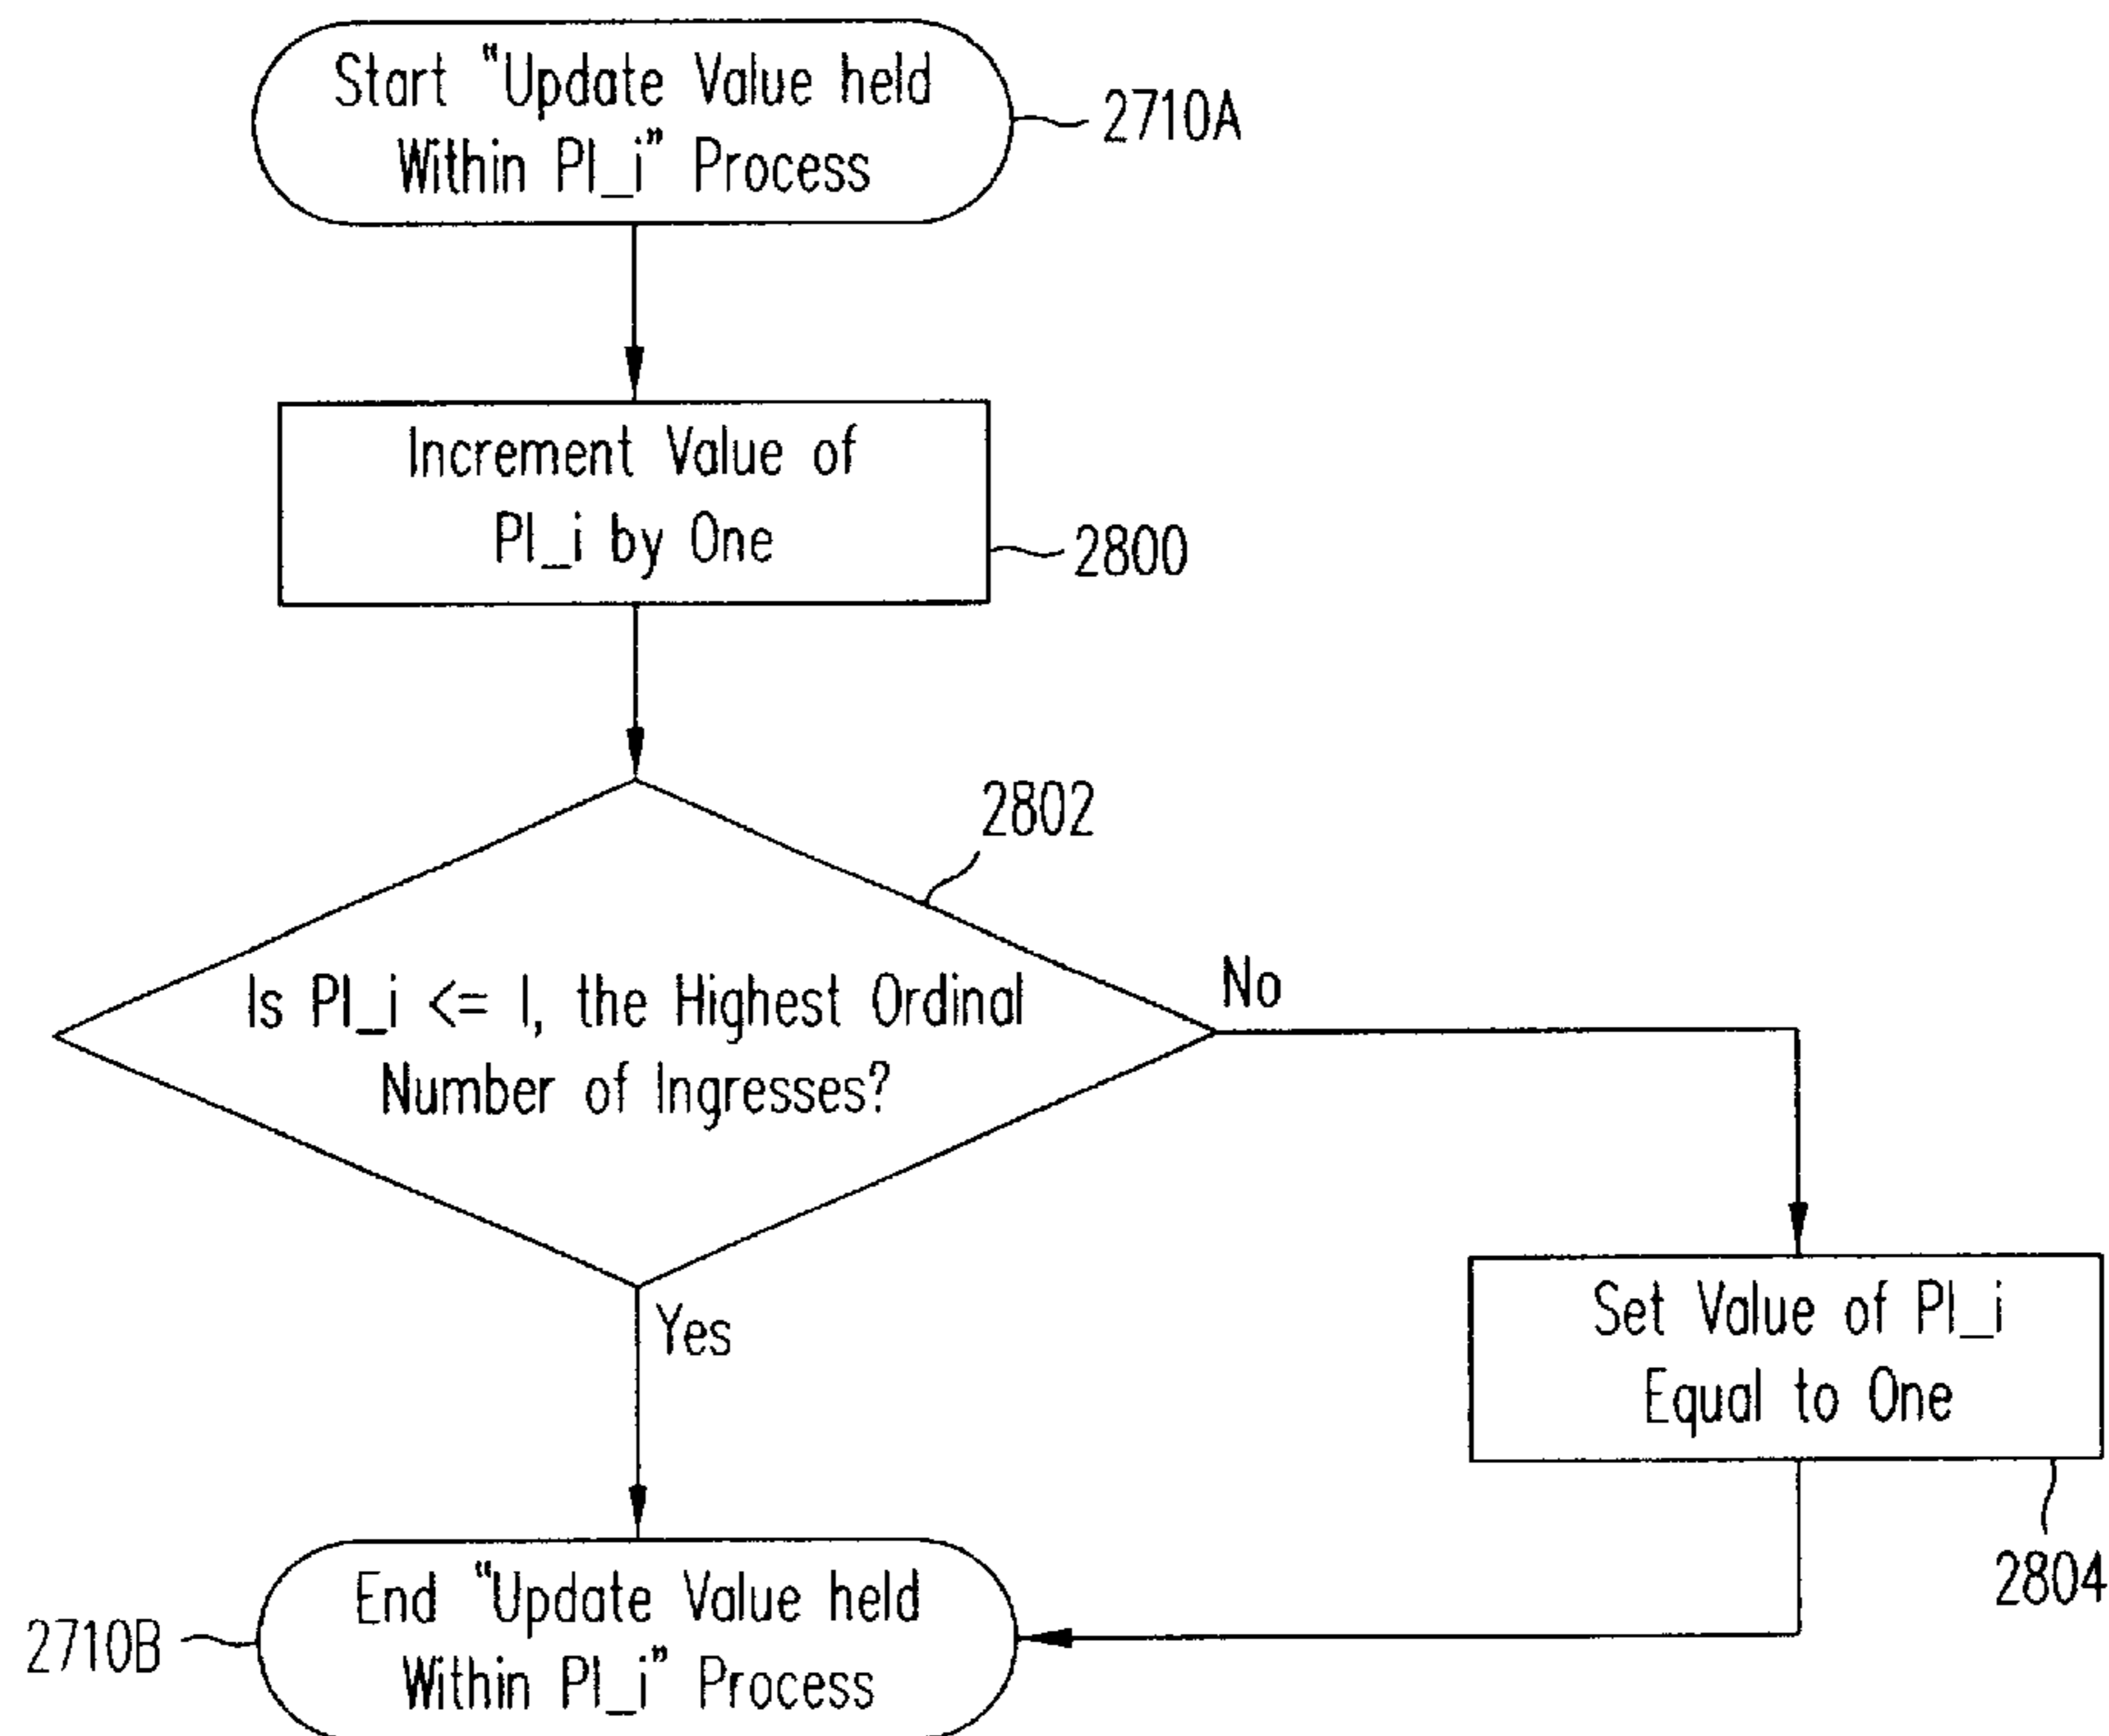 Start "Update Value held
Within PI_i" Process
2710A
Increment Value of
PI_i by One
2800
2802
Is PI_i <= I, the Highest Ordinal
Number of Ingresses?
No
Yes
Set Value of PI_i
Equal to One
2804
End "Update Value held
Within PI_i" Process
2710B